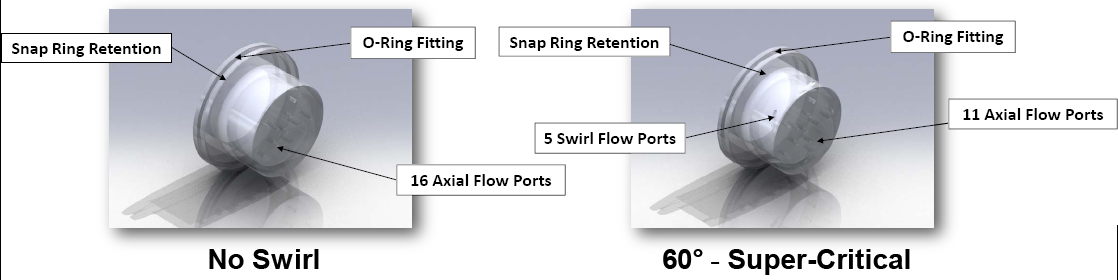 Snap Ring Retention
O-Ring Fitting
16 Axial Flow Ports
No Swirl
Snap Ring Retention
O-Ring Fitting
5 Swirl Flow Ports
11 Axial Flow Ports
60° - Super-Critical